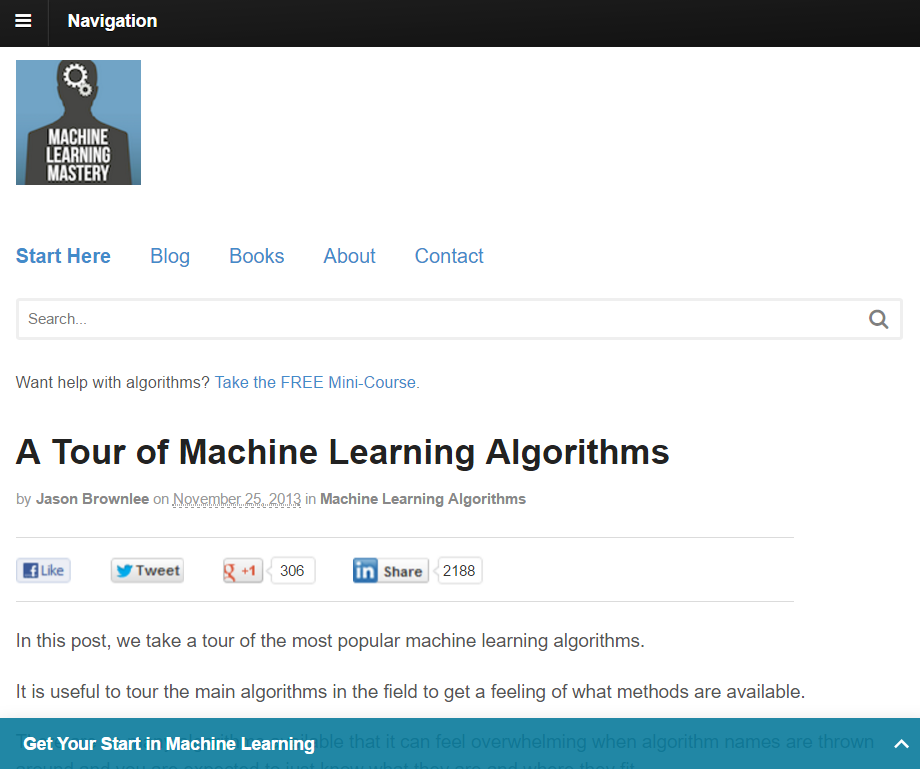 Navigation
MACHINE
LEARNING
MASTERY
Start Here Blog Books About Contact
Search...
Want help with algorithms? Take the FREE Mini-Course.
A Tour of Machine Learning Algorithms
by Jason Brownlee on November 25, 2013 in Machine Learning Algorithms
Like Tweet +1 306 Share 2188
In this post, we take a tour of the most popular machine learning algorithms.
It is useful to tour the main algorithms in the field to get a feeling of what methods are available.
Get Your Start in Machine Learning
that it can feel overwhelming when algorithm names are thrown